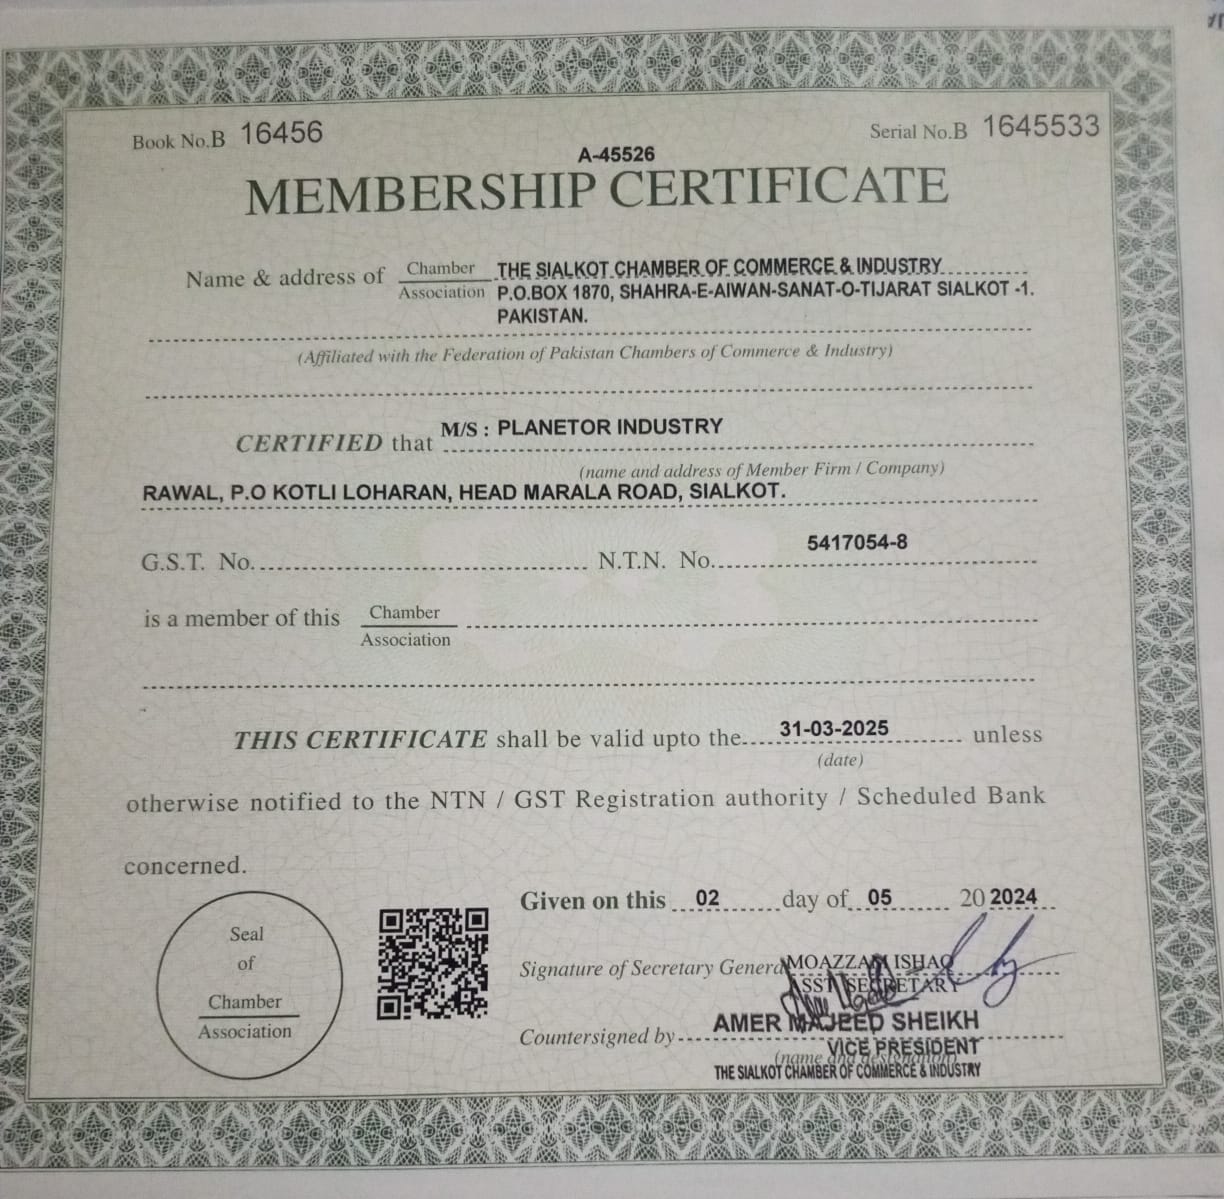 Book No.B 16456
Serial No.B 1645533
A-45526
MEMBERSHIP CERTIFICATE
Name & address of Chamber THE SIALKOT CHAMBER OF COMMERCE & INDUSTRY
Association P.O.BOX 1870, SHAHRA-E-AIWAN-SANAT-O-TIJARAT SIALKOT -1.
PAKISTAN.
(Affiliated with the Federation of Pakistan Chambers of Commerce & Industry)
CERTIFIED that M/S : PLANETOR INDUSTRY
(name and address of Member Firm / Company)
RAWAL, P.O KOTLI LOHARAN, HEAD MARALA ROAD, SIALKOT.
G.S.T. No. N.T.N. No. 5417054-8
is a member of this Chamber
Association
THIS CERTIFICATE shall be valid upto the 31-03-2025 unless
(date)
otherwise notified to the NTN / GST Registration authority / Scheduled Bank
concerned.
Given on this 02 day of 05 20 2024
Seal
of
Chamber
Association
Signature of Secretary General MOAZZAM ISHAQ
ASSTT SECRETARY
Countersigned by AMER MAJEED SHEIKH
VICE PRESIDENT
(name and designation)
THE SIALKOT CHAMBER OF COMMERCE & INDUSTRY